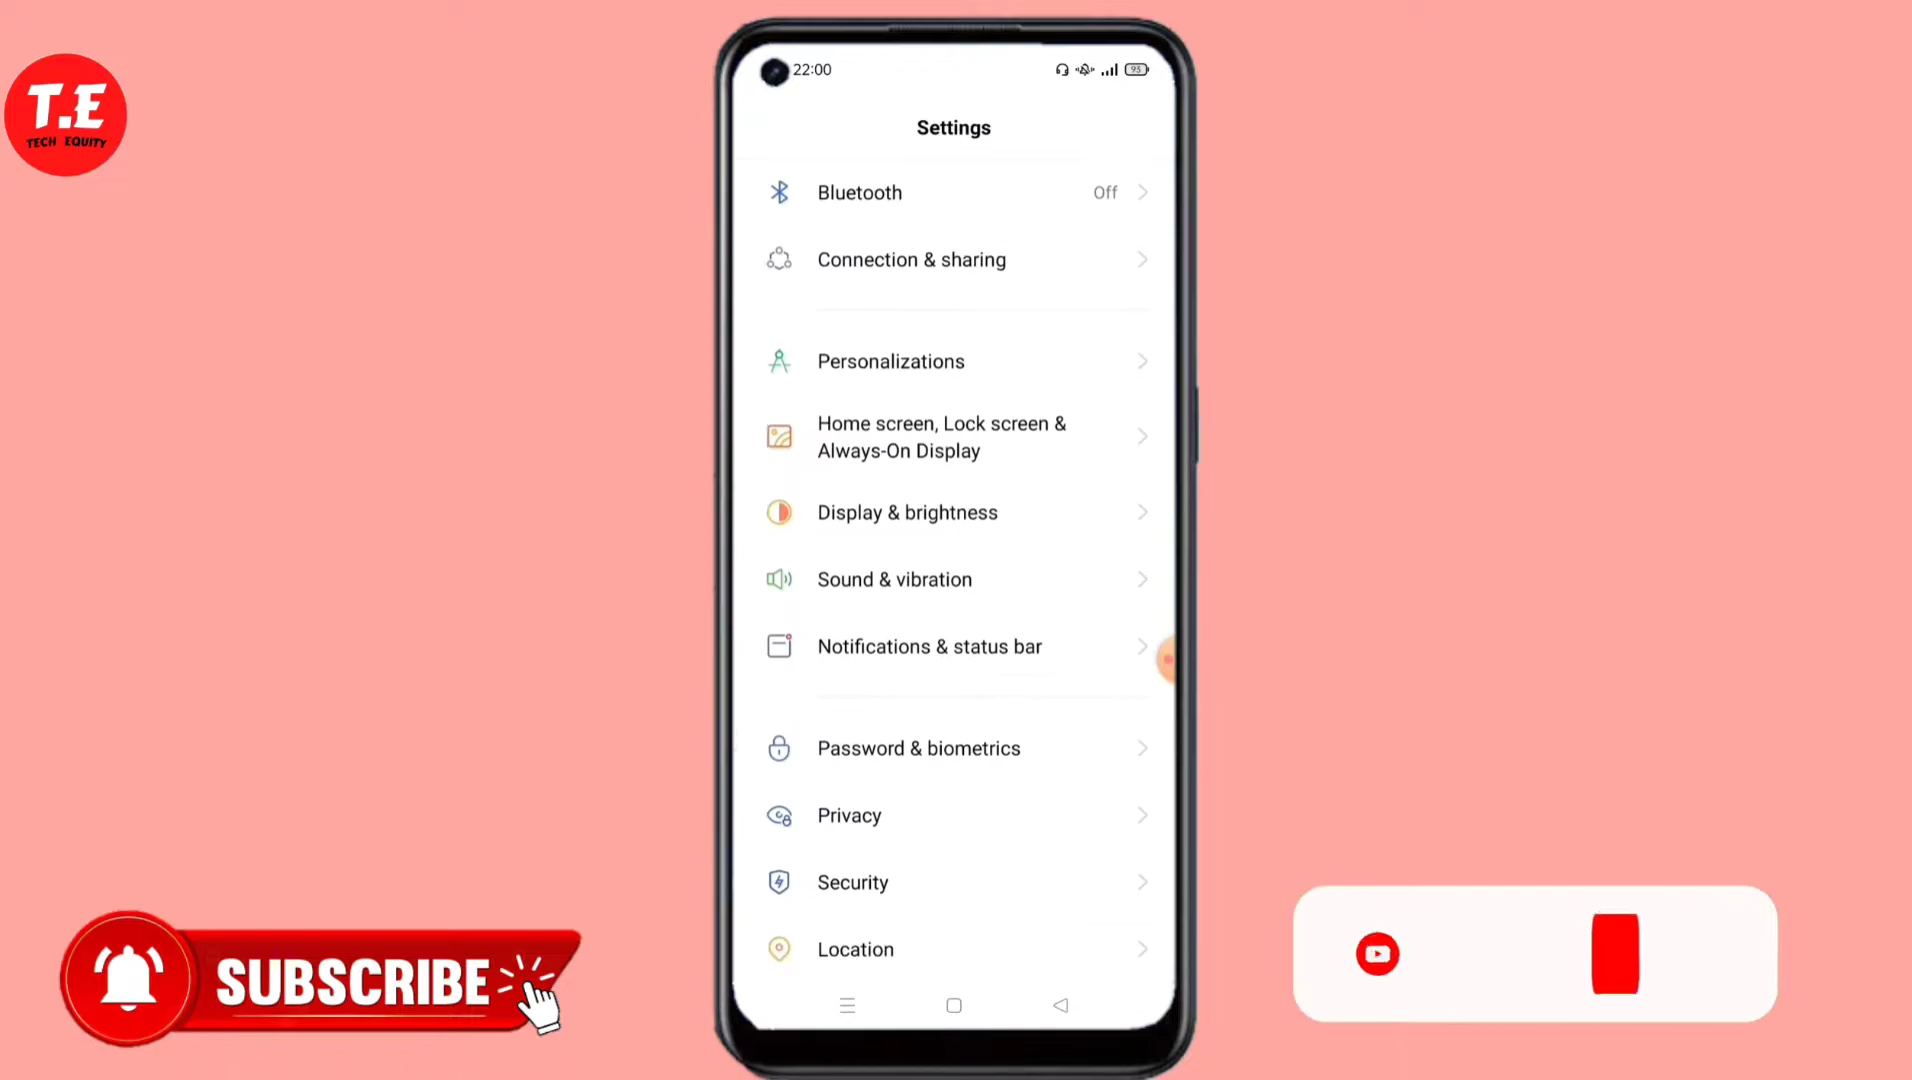 T.E
TECH EQUITY
22:00
93
Settings
Bluetooth
Off
Connection & sharing
Personalizations
Home screen, Lock screen &
Always-On Display
Display & brightness
Sound & vibration
Notifications & status bar
Password & biometrics
Privacy
Security
Location
SUBSCRIBE